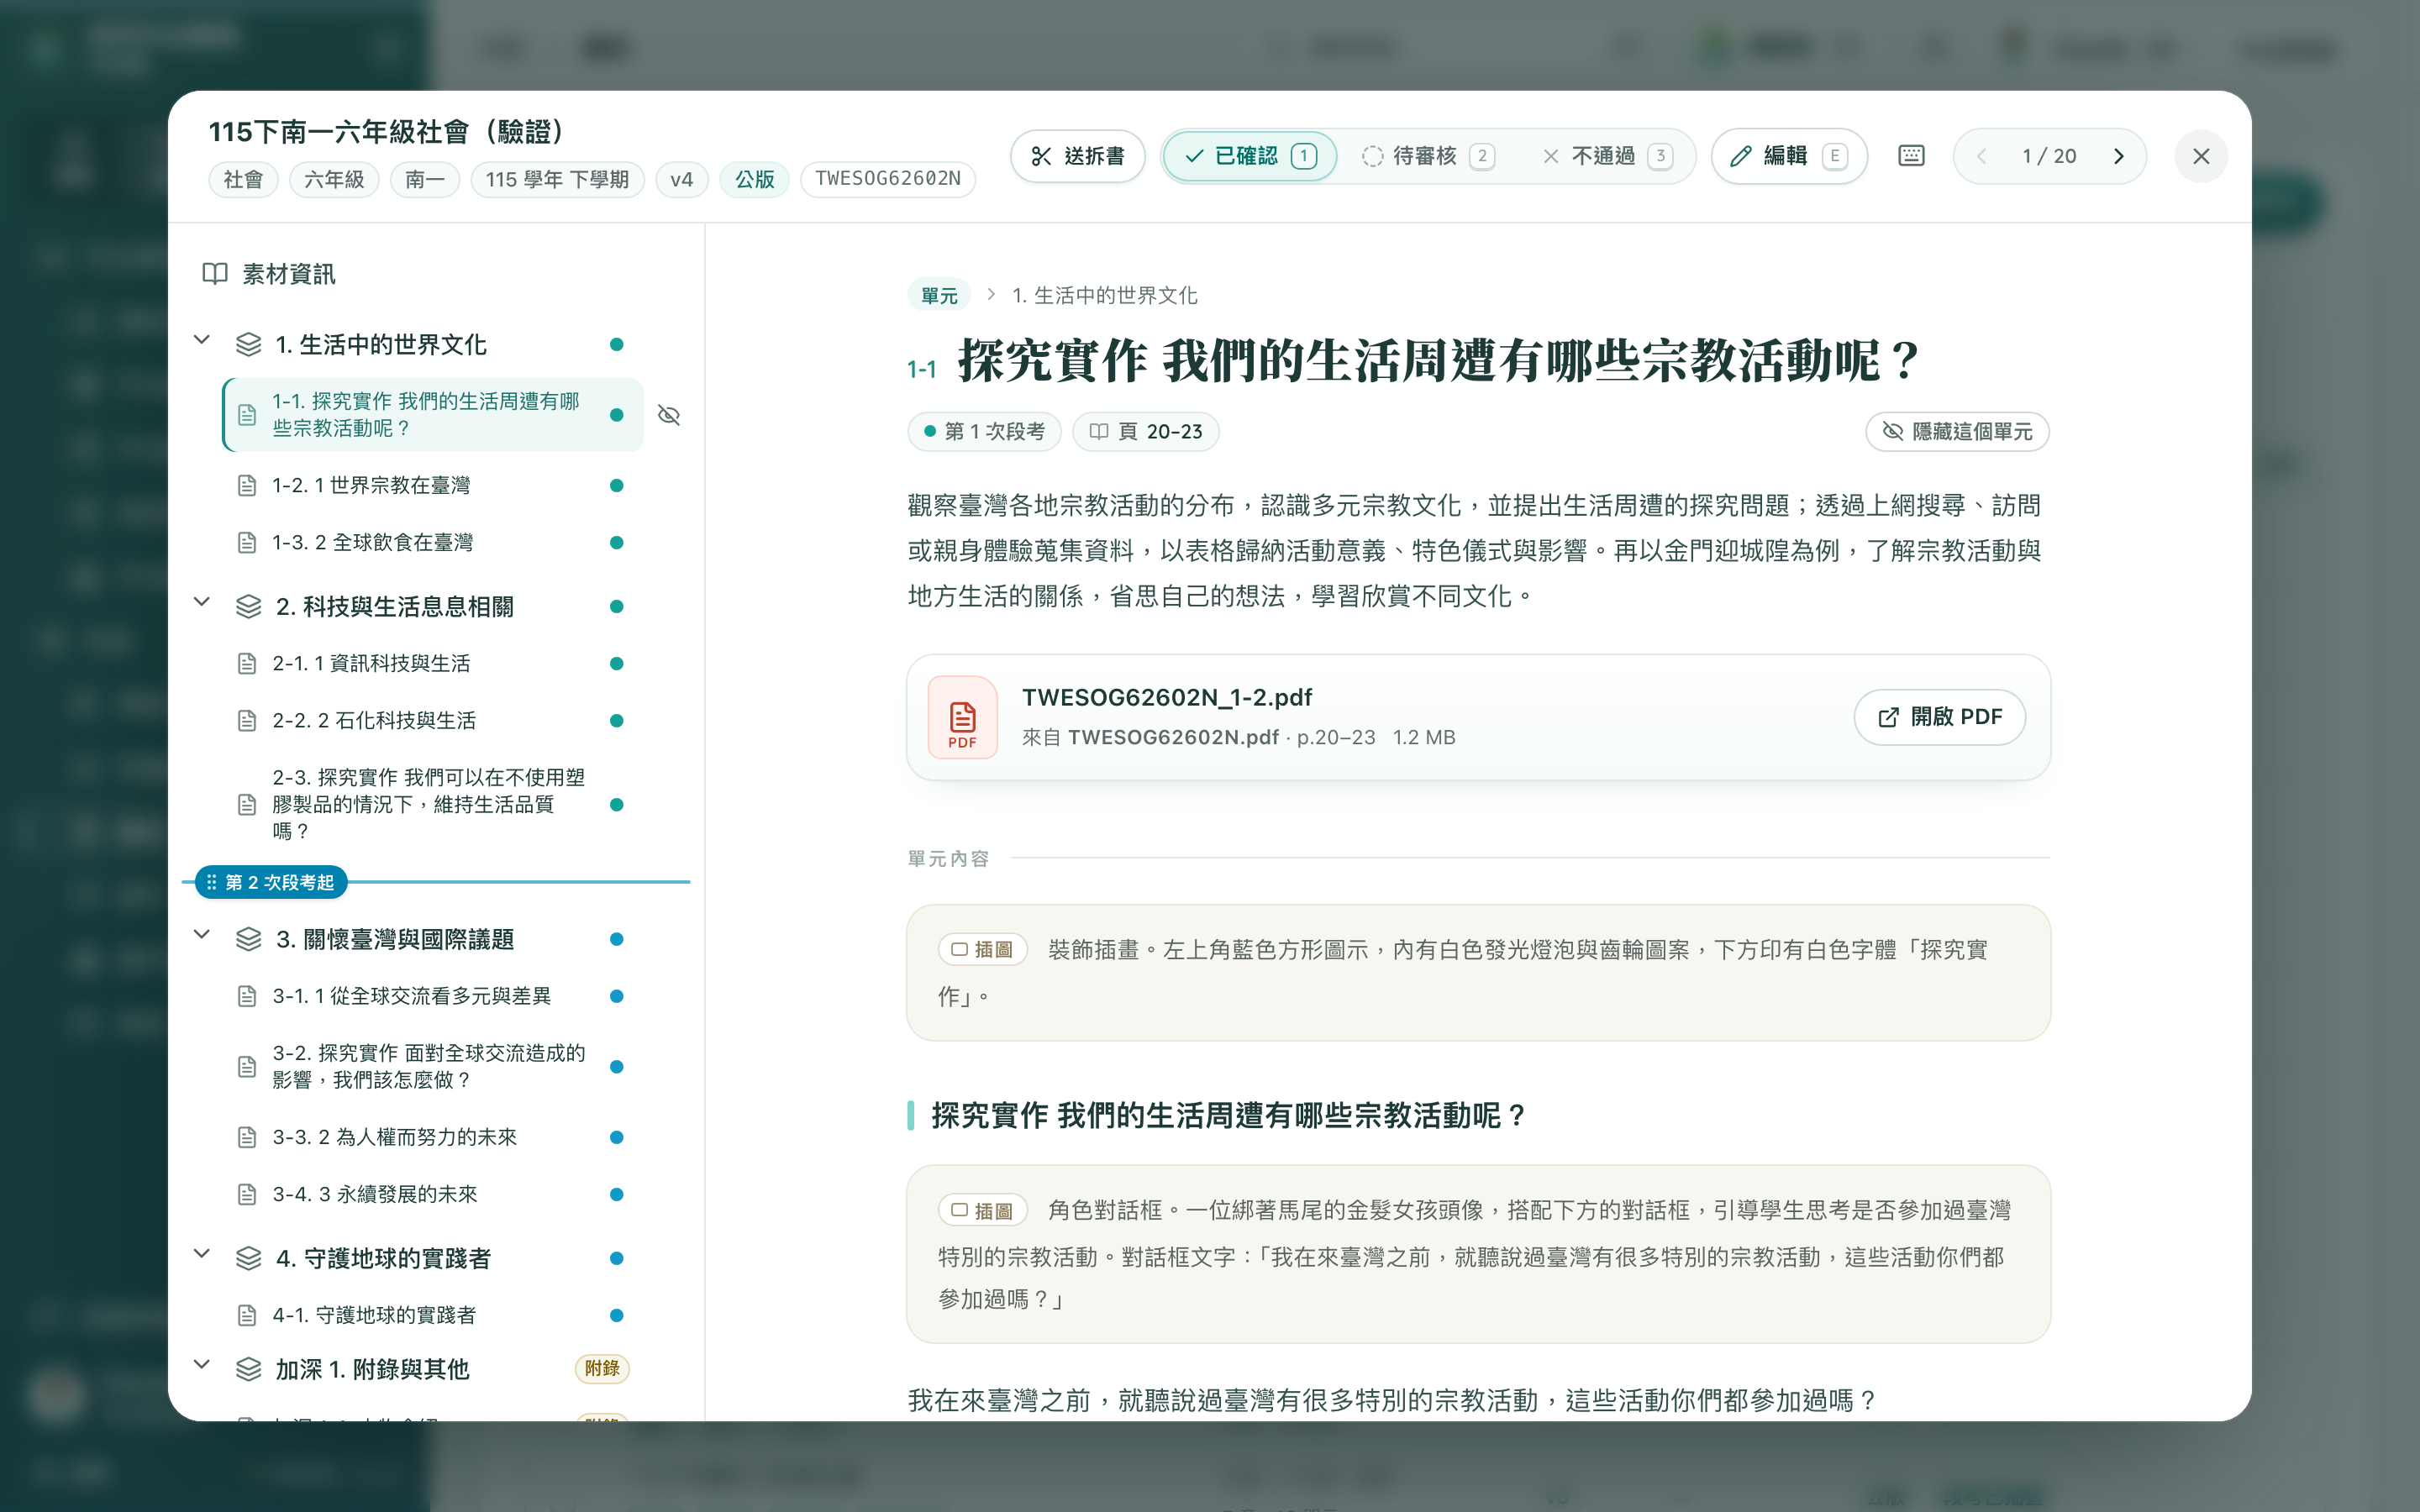 115下南一六年級社會（驗證）
社會 六年級 南一 115 學年 下學期 v4 公版 TWESOG62602N
送拆書 已確認 1 待審核 2 不通過 3 編輯 E 1 / 20
素材資訊
1. 生活中的世界文化
1-1. 探究實作 我們的生活周遭有哪
些宗教活動呢？
1-2. 1 世界宗教在臺灣
1-3. 2 全球飲食在臺灣
2. 科技與生活息息相關
2-1. 1 資訊科技與生活
2-2. 2 石化科技與生活
2-3. 探究實作 我們可以在不使用塑
膠製品的情況下，維持生活品質
嗎？
第 2 次段考起
3. 關懷臺灣與國際議題
3-1. 1 從全球交流看多元與差異
3-2. 探究實作 面對全球交流造成的
影響，我們該怎麼做？
3-3. 2 為人權而努力的未來
3-4. 3 永續發展的未來
4. 守護地球的實踐者
4-1. 守護地球的實踐者
加深 1. 附錄與其他 附錄
單元 1. 生活中的世界文化
1-1 探究實作 我們的生活周遭有哪些宗教活動呢？
第 1 次段考 頁 20–23 隱藏這個單元
觀察臺灣各地宗教活動的分布，認識多元宗教文化，並提出生活周遭的探究問題；透過上網搜尋、訪問
或親身體驗蒐集資料，以表格歸納活動意義、特色儀式與影響。再以金門迎城隍為例，了解宗教活動與
地方生活的關係，省思自己的想法，學習欣賞不同文化。
PDF
TWESOG62602N_1-2.pdf
來自 TWESOG62602N.pdf · p.20–23 1.2 MB
開啟 PDF
單元內容
插圖 裝飾插畫。左上角藍色方形圖示，內有白色發光燈泡與齒輪圖案，下方印有白色字體「探究實
作」。
探究實作 我們的生活周遭有哪些宗教活動呢？
插圖 角色對話框。一位綁著馬尾的金髮女孩頭像，搭配下方的對話框，引導學生思考是否參加過臺灣
特別的宗教活動。對話框文字：「我在來臺灣之前，就聽說過臺灣有很多特別的宗教活動，這些活動你們都
參加過嗎？」
我在來臺灣之前，就聽說過臺灣有很多特別的宗教活動，這些活動你們都參加過嗎？